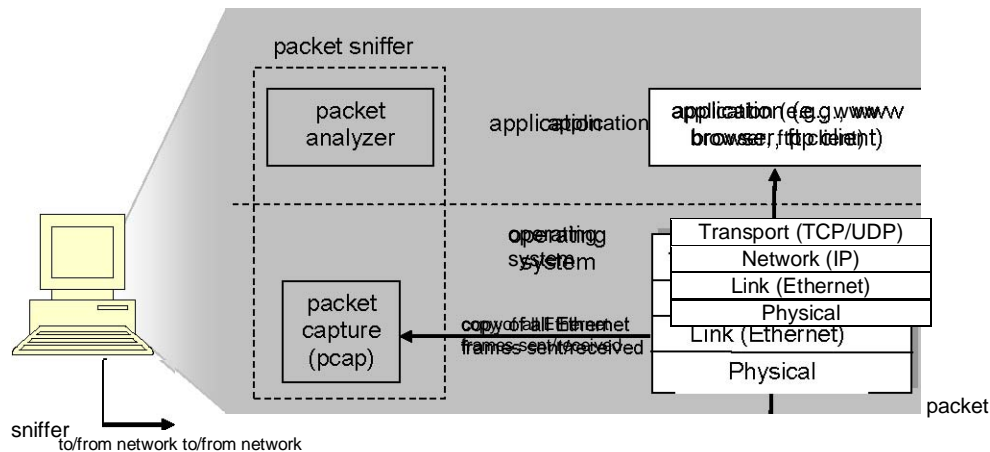 packet sniffer
packet
analyzer
application
application (e.g., www
browser, ftp client)
operating
system
Transport (TCP/UDP)
Network (IP)
Link (Ethernet)
Physical
packet
capture
(pcap)
copy of all Ethernet
frames sent/received
Link (Ethernet)
Physical
packet
sniffer
to/from network to/from network